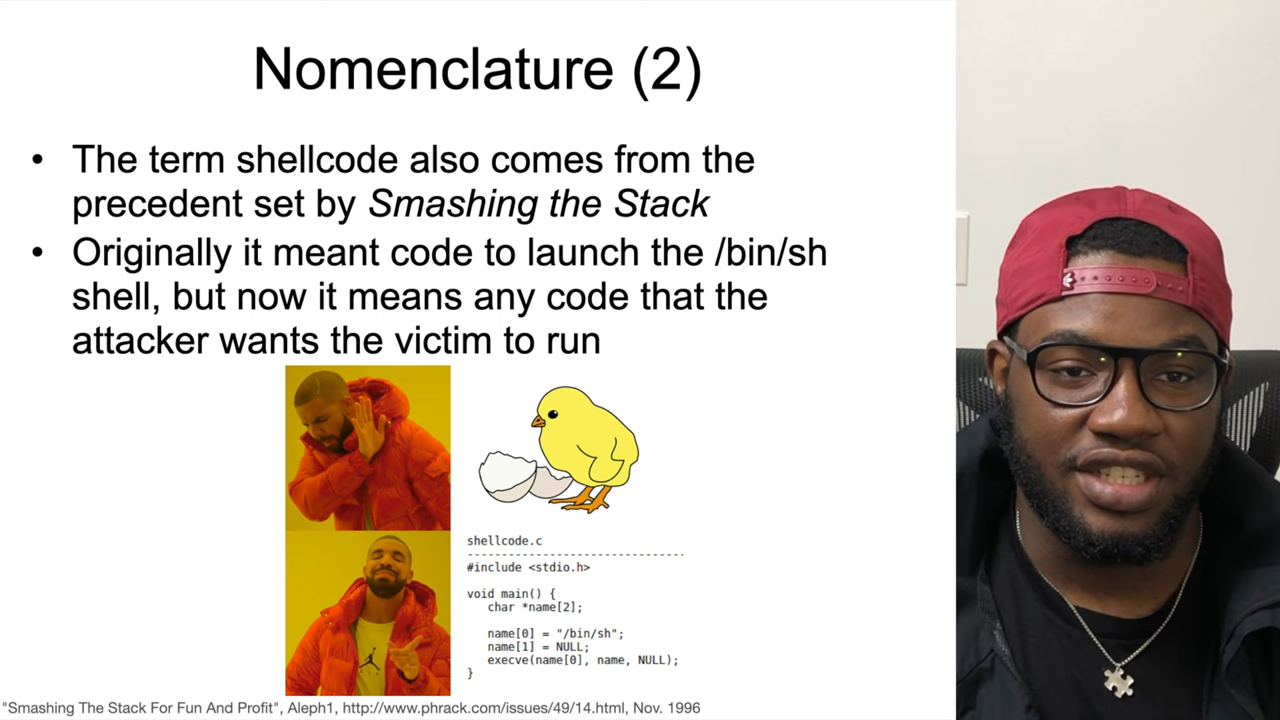 Nomenclature (2)
• The term shellcode also comes from the
precedent set by Smashing the Stack
• Originally it meant code to launch the /bin/sh
shell, but now it means any code that the
attacker wants the victim to run
shellcode.c
-------------------------------
#include <stdio.h>
void main() {
char *name[2];
name[0] = "/bin/sh";
name[1] = NULL;
execve(name[0], name, NULL);
}
"Smashing The Stack For Fun And Profit", Aleph1, http://www.phrack.com/issues/49/14.html, Nov. 1996